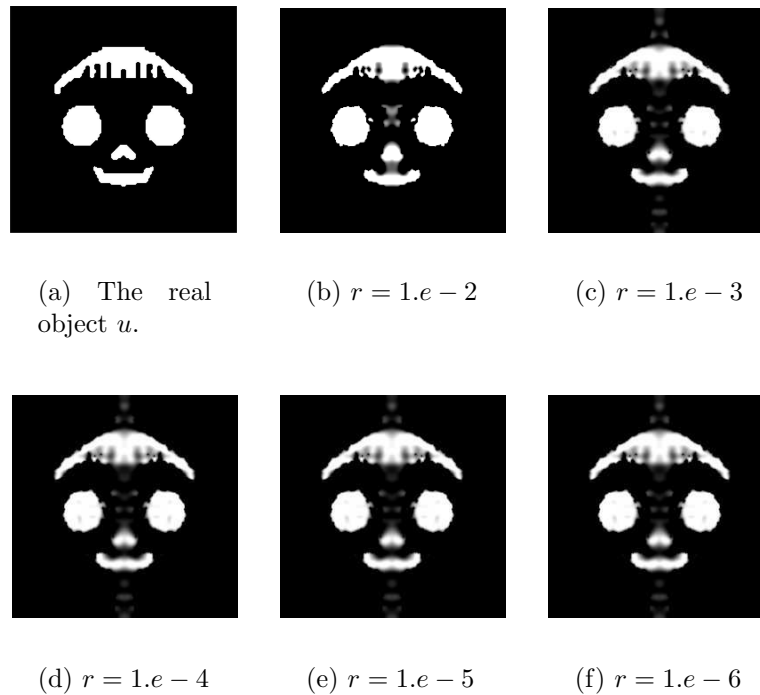 (a) The real
object u.
(b) r = 1.e − 2
(c) r = 1.e − 3
(d) r = 1.e − 4
(e) r = 1.e − 5
(f) r = 1.e − 6